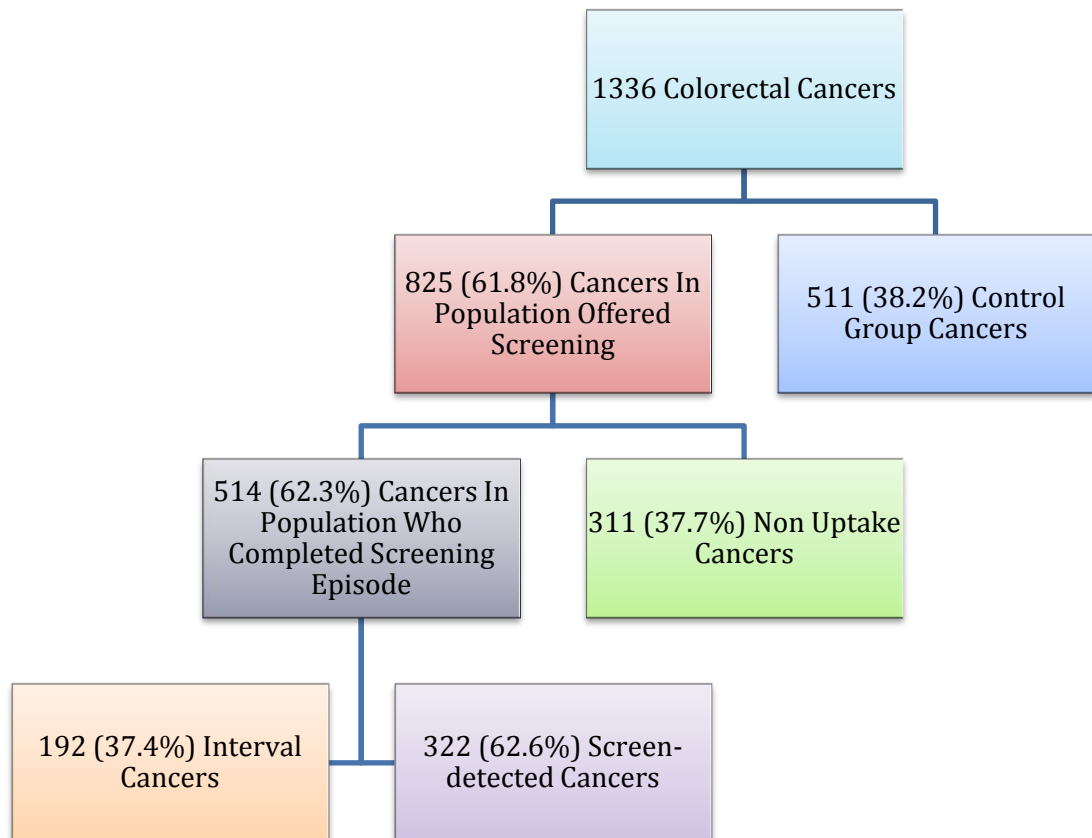 1336 Colorectal Cancers
825 (61.8%) Cancers In
Population Offered
Screening
511 (38.2%) Control
Group Cancers
514 (62.3%) Cancers In
Population Who
Completed Screening
Episode
311 (37.7%) Non Uptake
Cancers
192 (37.4%) Interval
Cancers
322 (62.6%) Screen-
detected Cancers